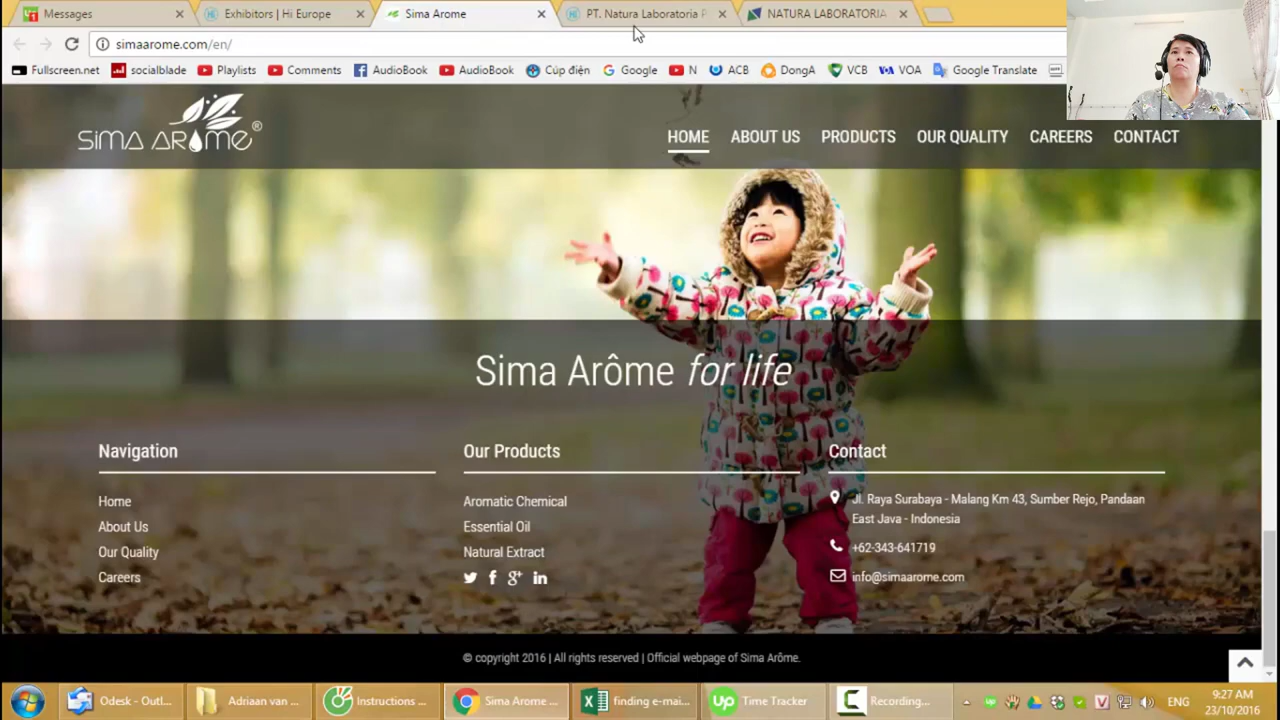 Messages
Exhibitors | Hi Europe
Sima Arome
PT. Natura Laboratoria P
NATURA LABORATORIA
simaarome.com/en/
Fullscreen.net
socialblade
Playlists
Comments
AudioBook
AudioBook
Cúp điện
Google
N
ACB
DongA
VCB
VOA
Google Translate
SIMA AROME®
HOME
ABOUT US
PRODUCTS
OUR QUALITY
CAREERS
CONTACT
Sima Arôme for life
Navigation
Home
About Us
Our Quality
Careers
Our Products
Aromatic Chemical
Essential Oil
Natural Extract
Contact
Jl. Raya Surabaya - Malang Km 43, Sumber Rejo, Pandaan
East Java - Indonesia
+62-343-641719
info@simaarome.com
© copyright 2016 | All rights reserved | Official webpage of Sima Arôme.
Odesk - Outl...
Adriaan van ...
Instructions ...
Sima Arome ...
finding e-mai...
Time Tracker
Recording...
ENG
9:27 AM
23/10/2016